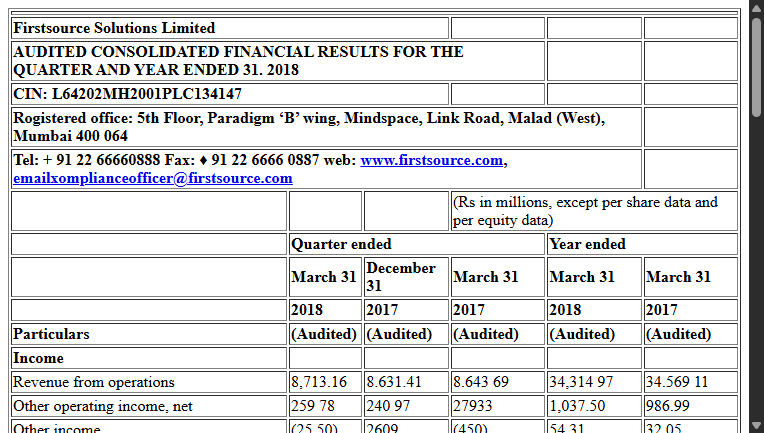 Firstsource Solutions Limited
AUDITED CONSOLIDATED FINANCIAL RESULTS FOR THE
QUARTER AND YEAR ENDED 31. 2018
CIN: L64202MH2001PLC134147
Rogistered office: 5th Floor, Paradigm ‘B’ wing, Mindspace, Link Road, Malad (West),
Mumbai 400 064
Tel: + 91 22 66660888 Fax: ♦ 91 22 6666 0887 web: www.firstsource.com,
emailxomplianceofficer@firstsource.com
(Rs in millions, except per share data and
per equity data)
Quarter ended Year ended
March 31 December 31 March 31 March 31 March 31
2018 2017 2017 2018 2017
Particulars (Audited) (Audited) (Audited) (Audited) (Audited)
Income
Revenue from operations 8,713.16 8.631.41 8.643 69 34,314 97 34.569 11
Other operating income, net 259 78 240 97 27933 1,037.50 986.99
Other income (25.50) 2609 (450) 54.31 32.05